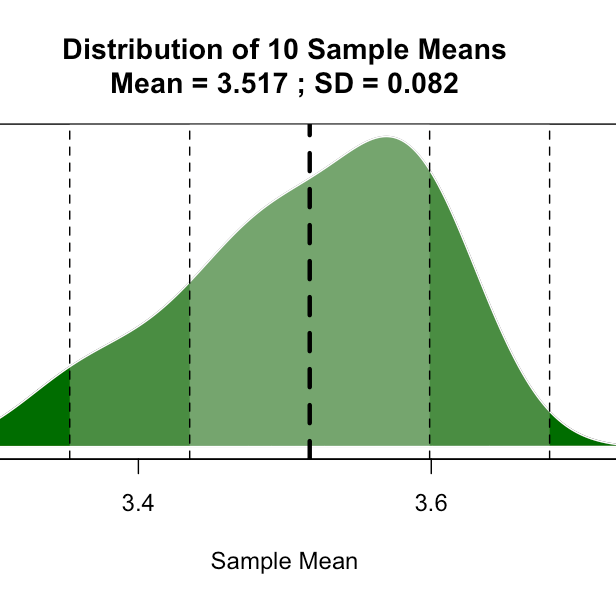 Distribution of 10 Sample Means
Mean = 3.517 ; SD = 0.082
3.4 3.6
Sample Mean